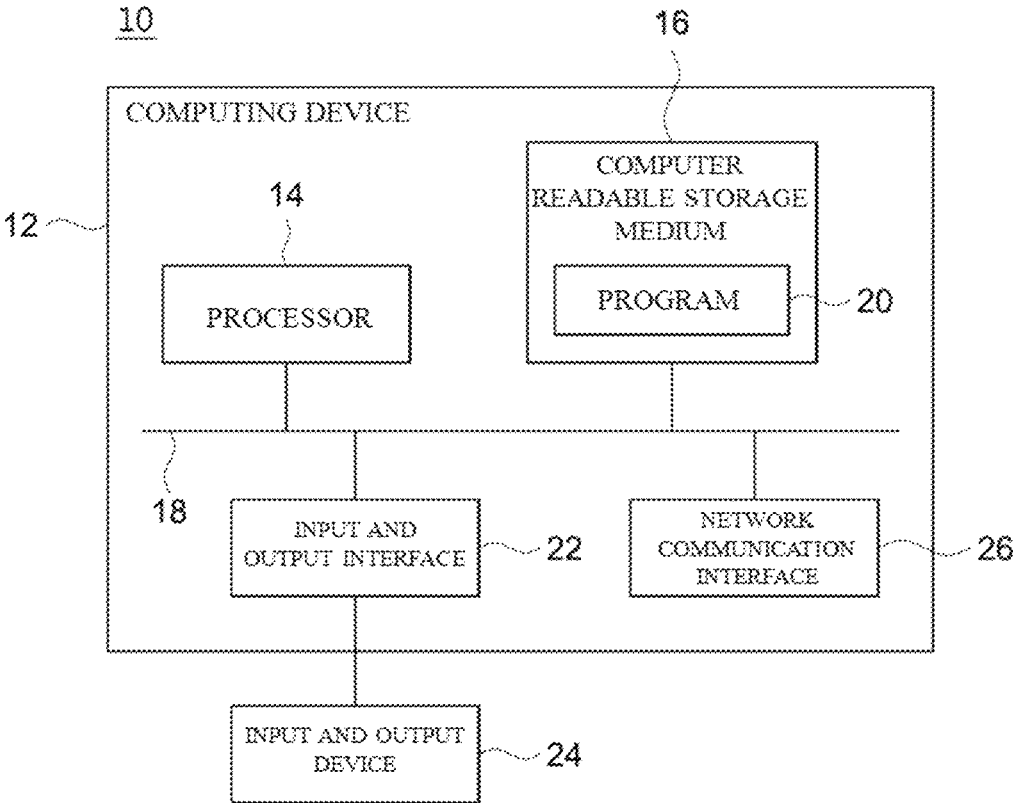 10
16
COMPUTING DEVICE
COMPUTER
READABLE STORAGE
MEDIUM
14
12
PROGRAM
20
PROCESSOR
18
INPUT AND
OUTPUT INTERFACE
22
NETWORK
COMMUNICATION
INTERFACE
26
INPUT AND OUTPUT
DEVICE
24